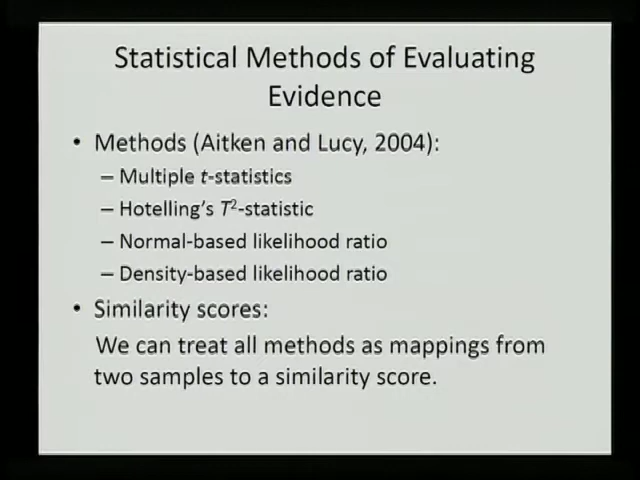 Statistical Methods of Evaluating
Evidence
• Methods (Aitken and Lucy, 2004):
– Multiple t-statistics
– Hotelling's T²-statistic
– Normal-based likelihood ratio
– Density-based likelihood ratio
• Similarity scores:
We can treat all methods as mappings from
two samples to a similarity score.